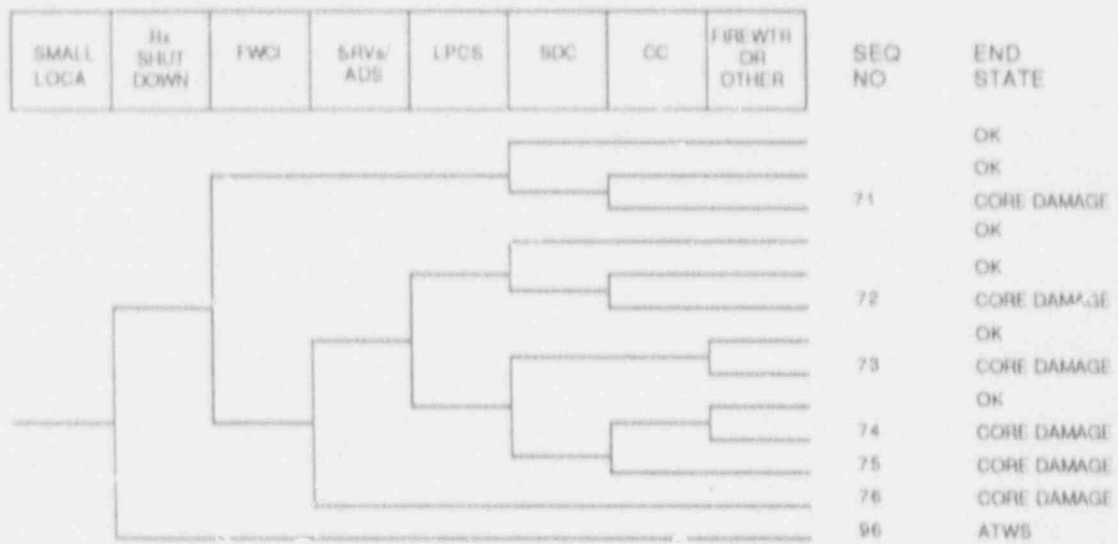 SMALL LOCA
Rx SHUT DOWN
FWCI
SRVs/ ADS
LPCS
SDC
CC
FIREWTR OR OTHER
SEQ NO
END STATE
OK
OK
71 CORE DAMAGE
OK
OK
72 CORE DAMAGE
OK
73 CORE DAMAGE
OK
74 CORE DAMAGE
75 CORE DAMAGE
76 CORE DAMAGE
96 ATWS